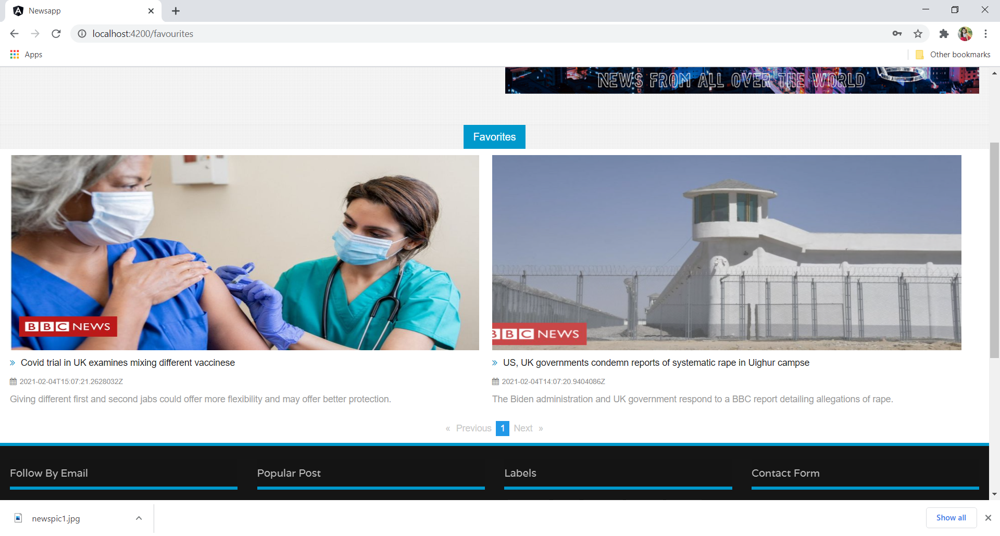 Newsapp
localhost:4200/favourites
Apps
Other bookmarks
NEWS FROM ALL OVER THE WORLD
Favorites
BBC NEWS
BBC NEWS
» Covid trial in UK examines mixing different vaccinese
2021-02-04T15:07:21.2628032Z
Giving different first and second jabs could offer more flexibility and may offer better protection.
» US, UK governments condemn reports of systematic rape in Uighur campse
2021-02-04T14:07:20.9404086Z
The Biden administration and UK government respond to a BBC report detailing allegations of rape.
« Previous 1 Next »
Follow By Email
Popular Post
Labels
Contact Form
newspic1.jpg
Show all